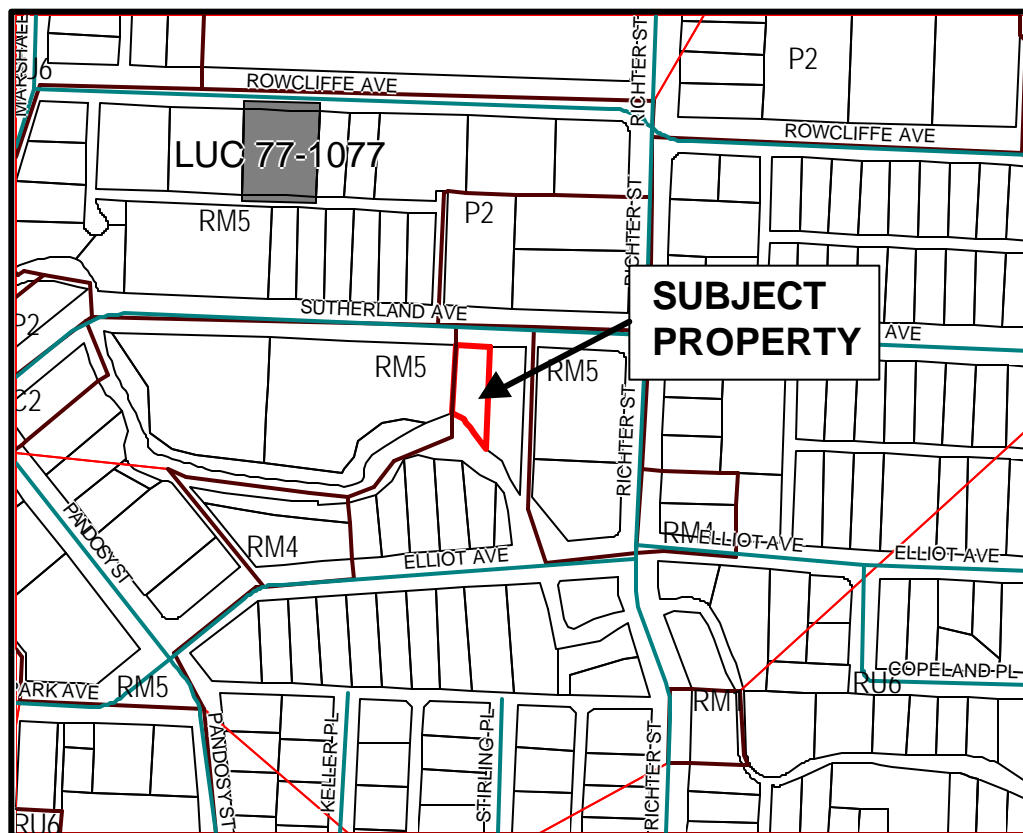 MARSHALL
RU6
ROWCLIFFE AVE
RICHTER ST
P2
ROWCLIFFE AVE
LUC 77-1077
RM5
P2
RICHTER ST
RICHTER ST
SUTHERLAND AVE
SUBJECT
PROPERTY
AVE
P2
RM5
RM5
C2
RICHTER ST
PANDOSY ST
RM4
ELLIOT AVE
RM4
ELLIOT AVE
ELLIOT AVE
COPELAND PL
RU6
PARK AVE
RM5
RM1
PANDOSY ST
KELLER PL
STIRLING PL
RICHTER ST
RU6